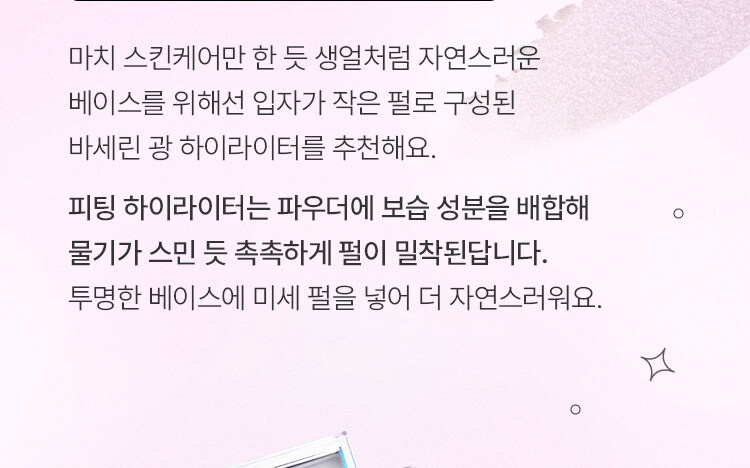 마치 스킨케어만 한 듯 생얼처럼 자연스러운
베이스를 위해선 입자가 작은 펄로 구성된
바세린 광 하이라이터를 추천해요.
피팅 하이라이터는 파우더에 보습 성분을 배합해
물기가 스민 듯 촉촉하게 펄이 밀착된답니다.
투명한 베이스에 미세 펄을 넣어 더 자연스러워요.